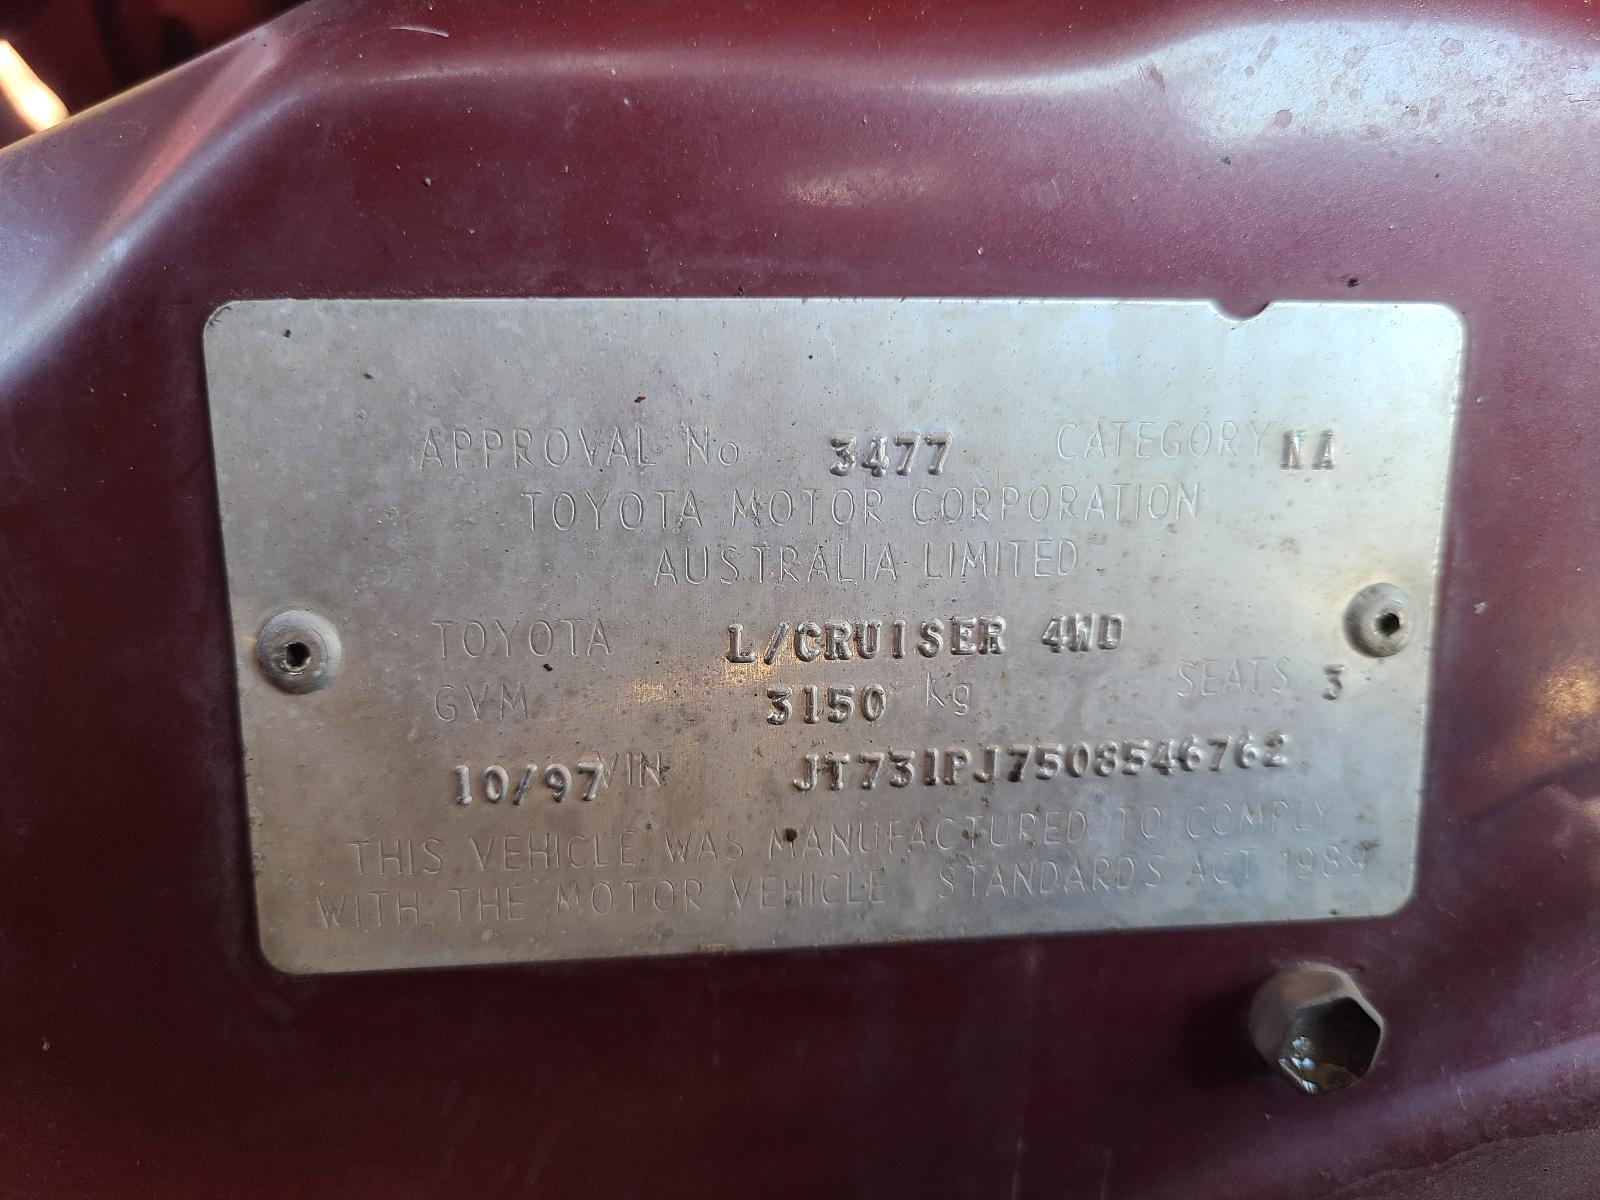 APPROVAL No 3477 CATEGORY NA
TOYOTA MOTOR CORPORATION
AUSTRALIA LIMITED
TOYOTA L/CRUISER 4WD
GVM 3150 Kg SEATS 3
10/97 VIN JT731PJ7508546762
THIS VEHICLE WAS MANUFACTURED TO COMPLY
WITH THE MOTOR VEHICLE STANDARDS ACT 1989